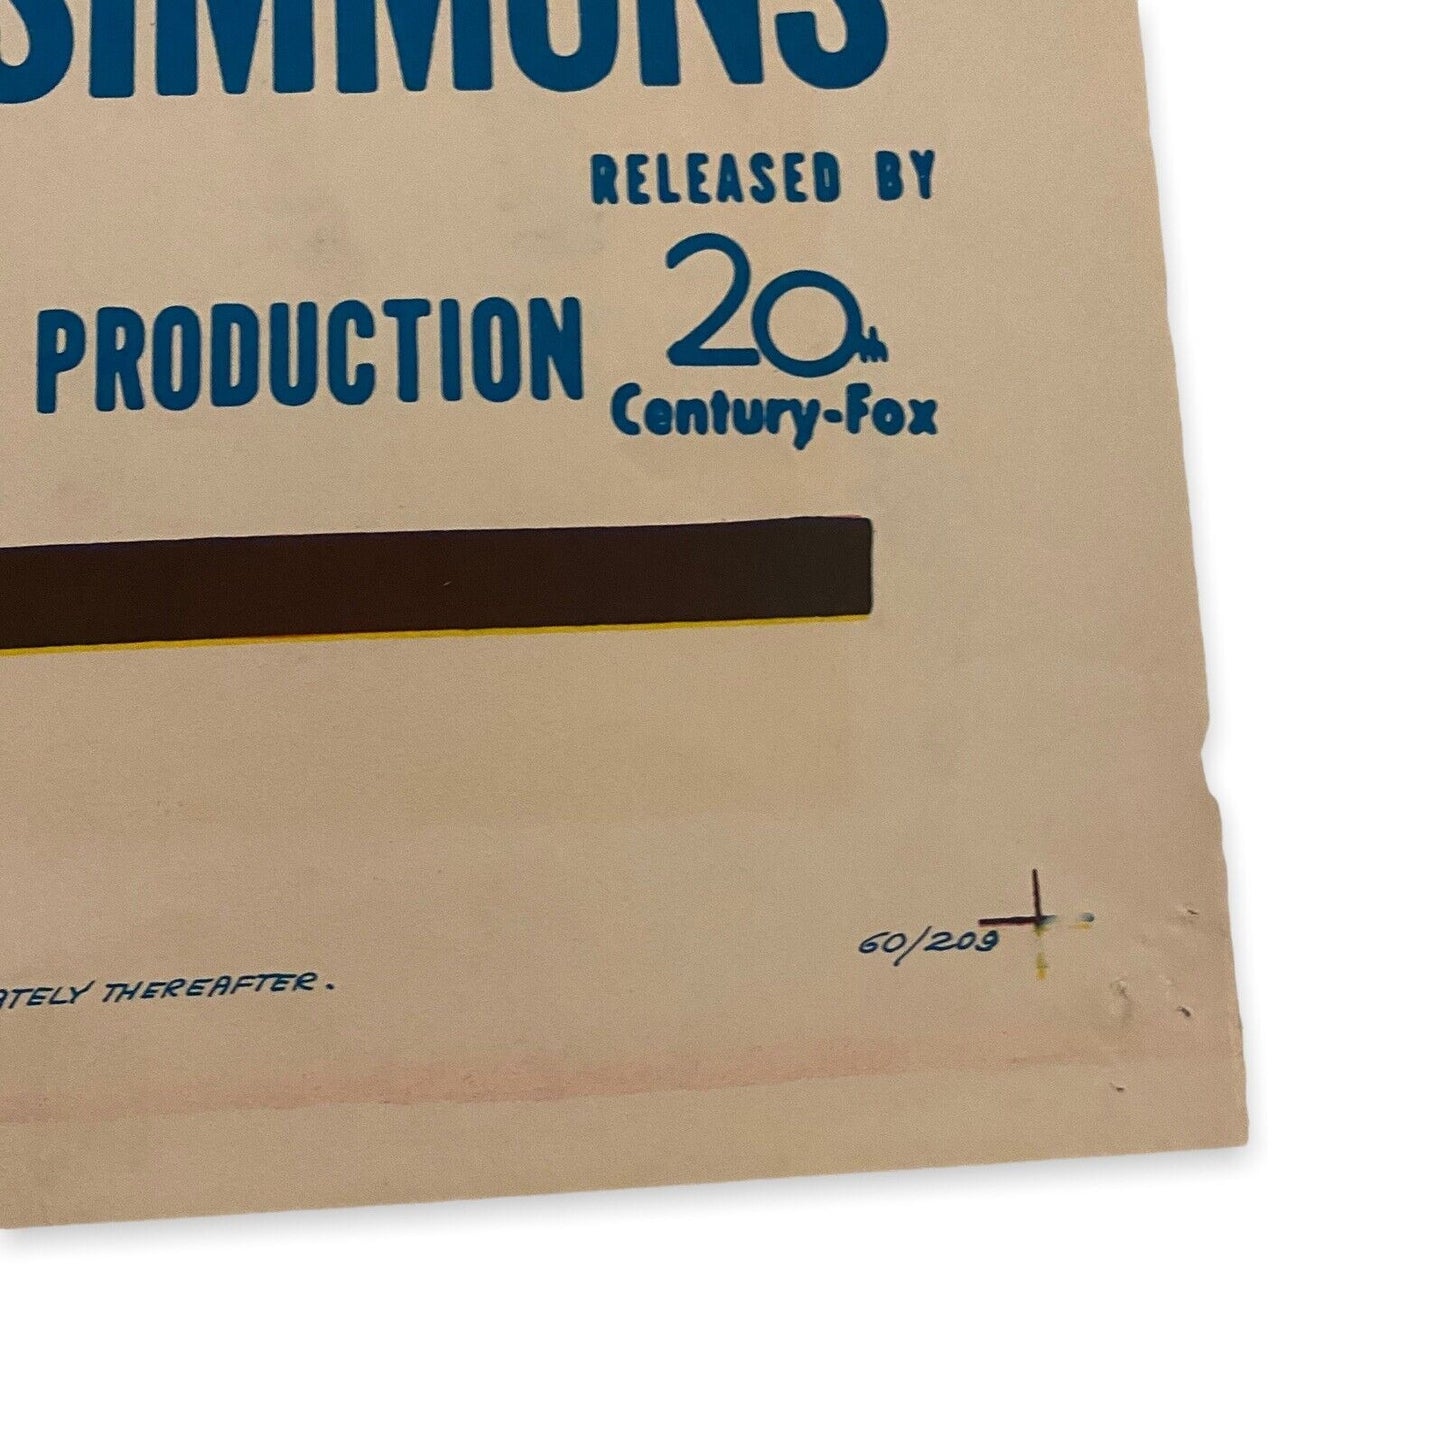 SIMMONS
RELEASED BY
20th
PRODUCTION
Century-Fox
60/209
ATELY THEREAFTER.